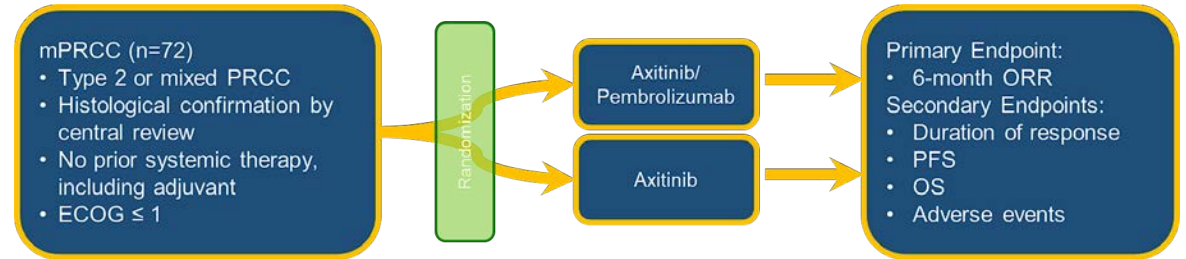 mPRCC (n=72)
• Type 2 or mixed PRCC
• Histological confirmation by
central review
• No prior systemic therapy,
including adjuvant
• ECOG ≤ 1
Randomization
Axitinib/
Pembrolizumab
Axitinib
Primary Endpoint:
• 6-month ORR
Secondary Endpoints:
• Duration of response
• PFS
• OS
• Adverse events